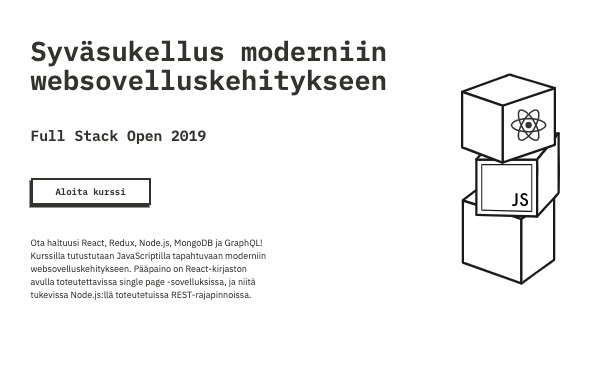 Syväsukellus moderniin
websovelluskehitykseen
Full Stack Open 2019
Aloita kurssi
JS
Ota haltuusi React, Redux, Node.js, MongoDB ja GraphQL!
Kurssilla tutustutaan JavaScriptilla tapahtuvaan moderniin
websovelluskehitykseen. Pääpaino on React-kirjaston
avulla toteutettavissa single page -sovelluksissa, ja niitä
tukevissa Node.js:llä toteutetuissa REST-rajapinnoissa.